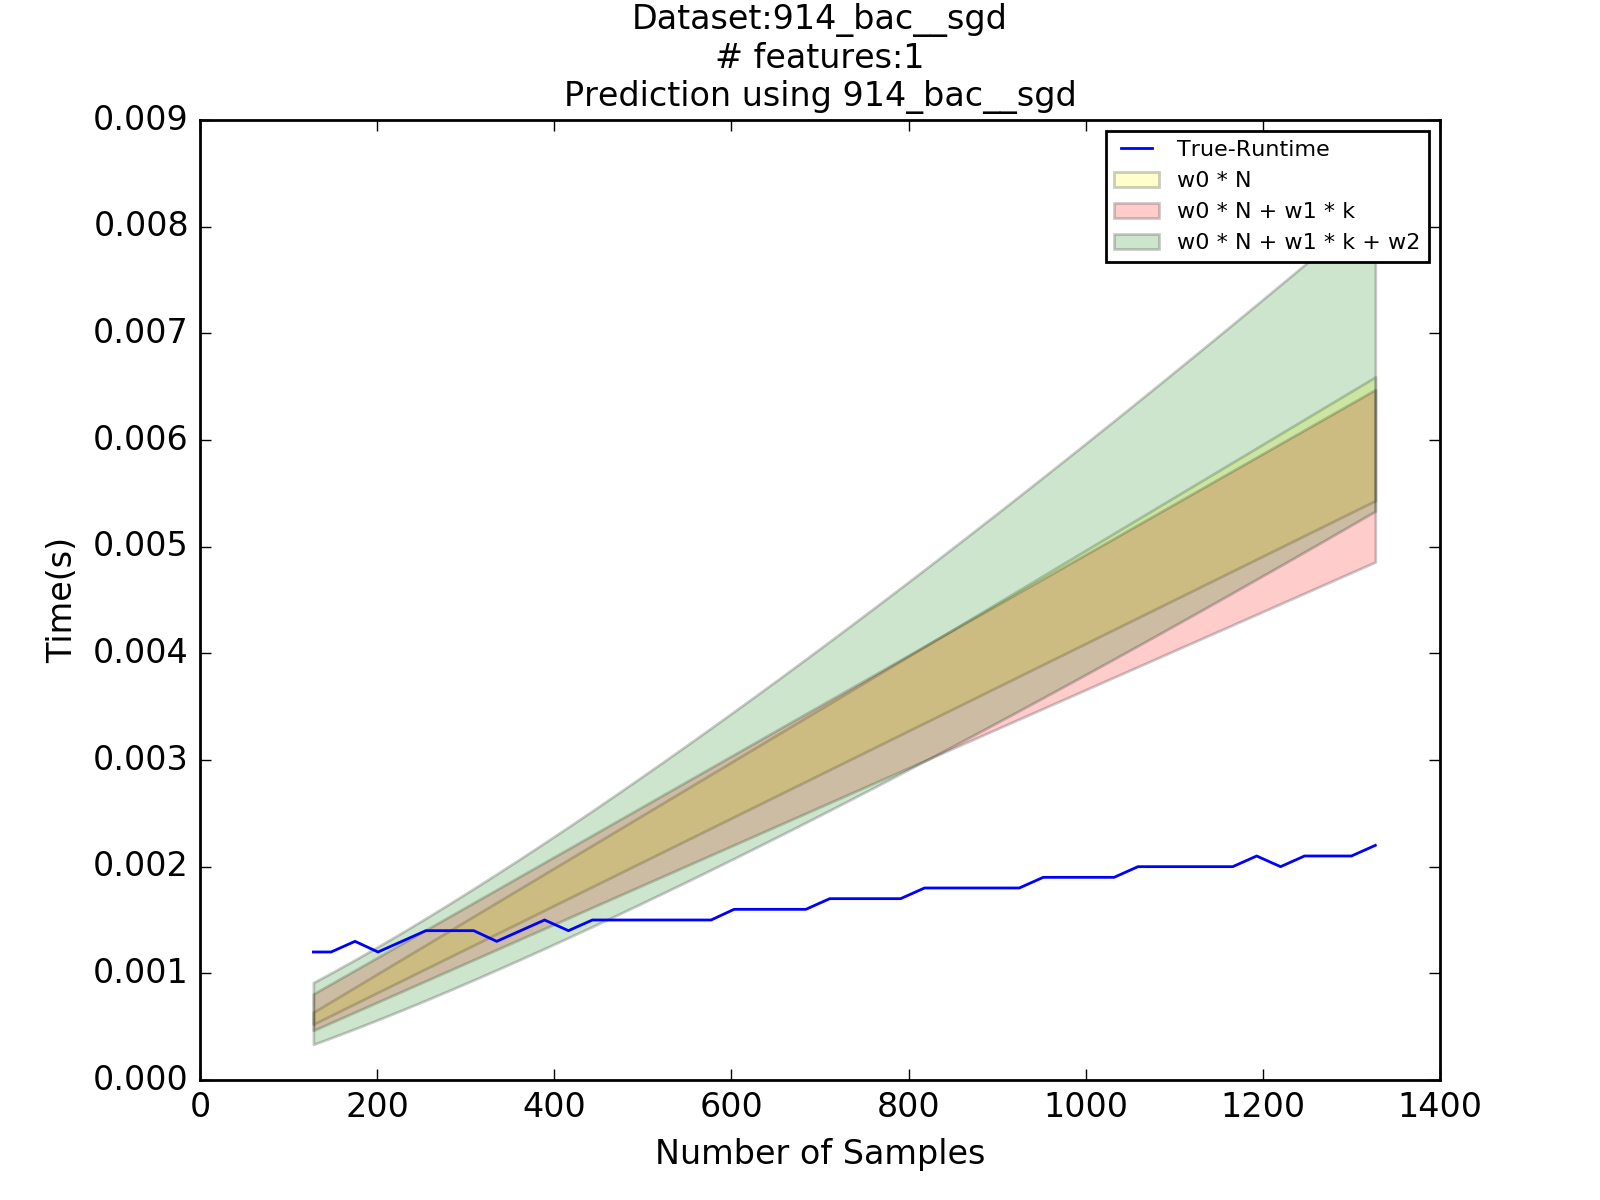 Dataset:914_bac__sgd
# features:1
Prediction using 914_bac__sgd
0.009
0.008
0.007
0.006
0.005
0.004
0.003
0.002
0.001
0.000
Time(s)
True-Runtime
w0 * N
w0 * N + w1 * k
w0 * N + w1 * k + w2
0 200 400 600 800 1000 1200 1400
Number of Samples